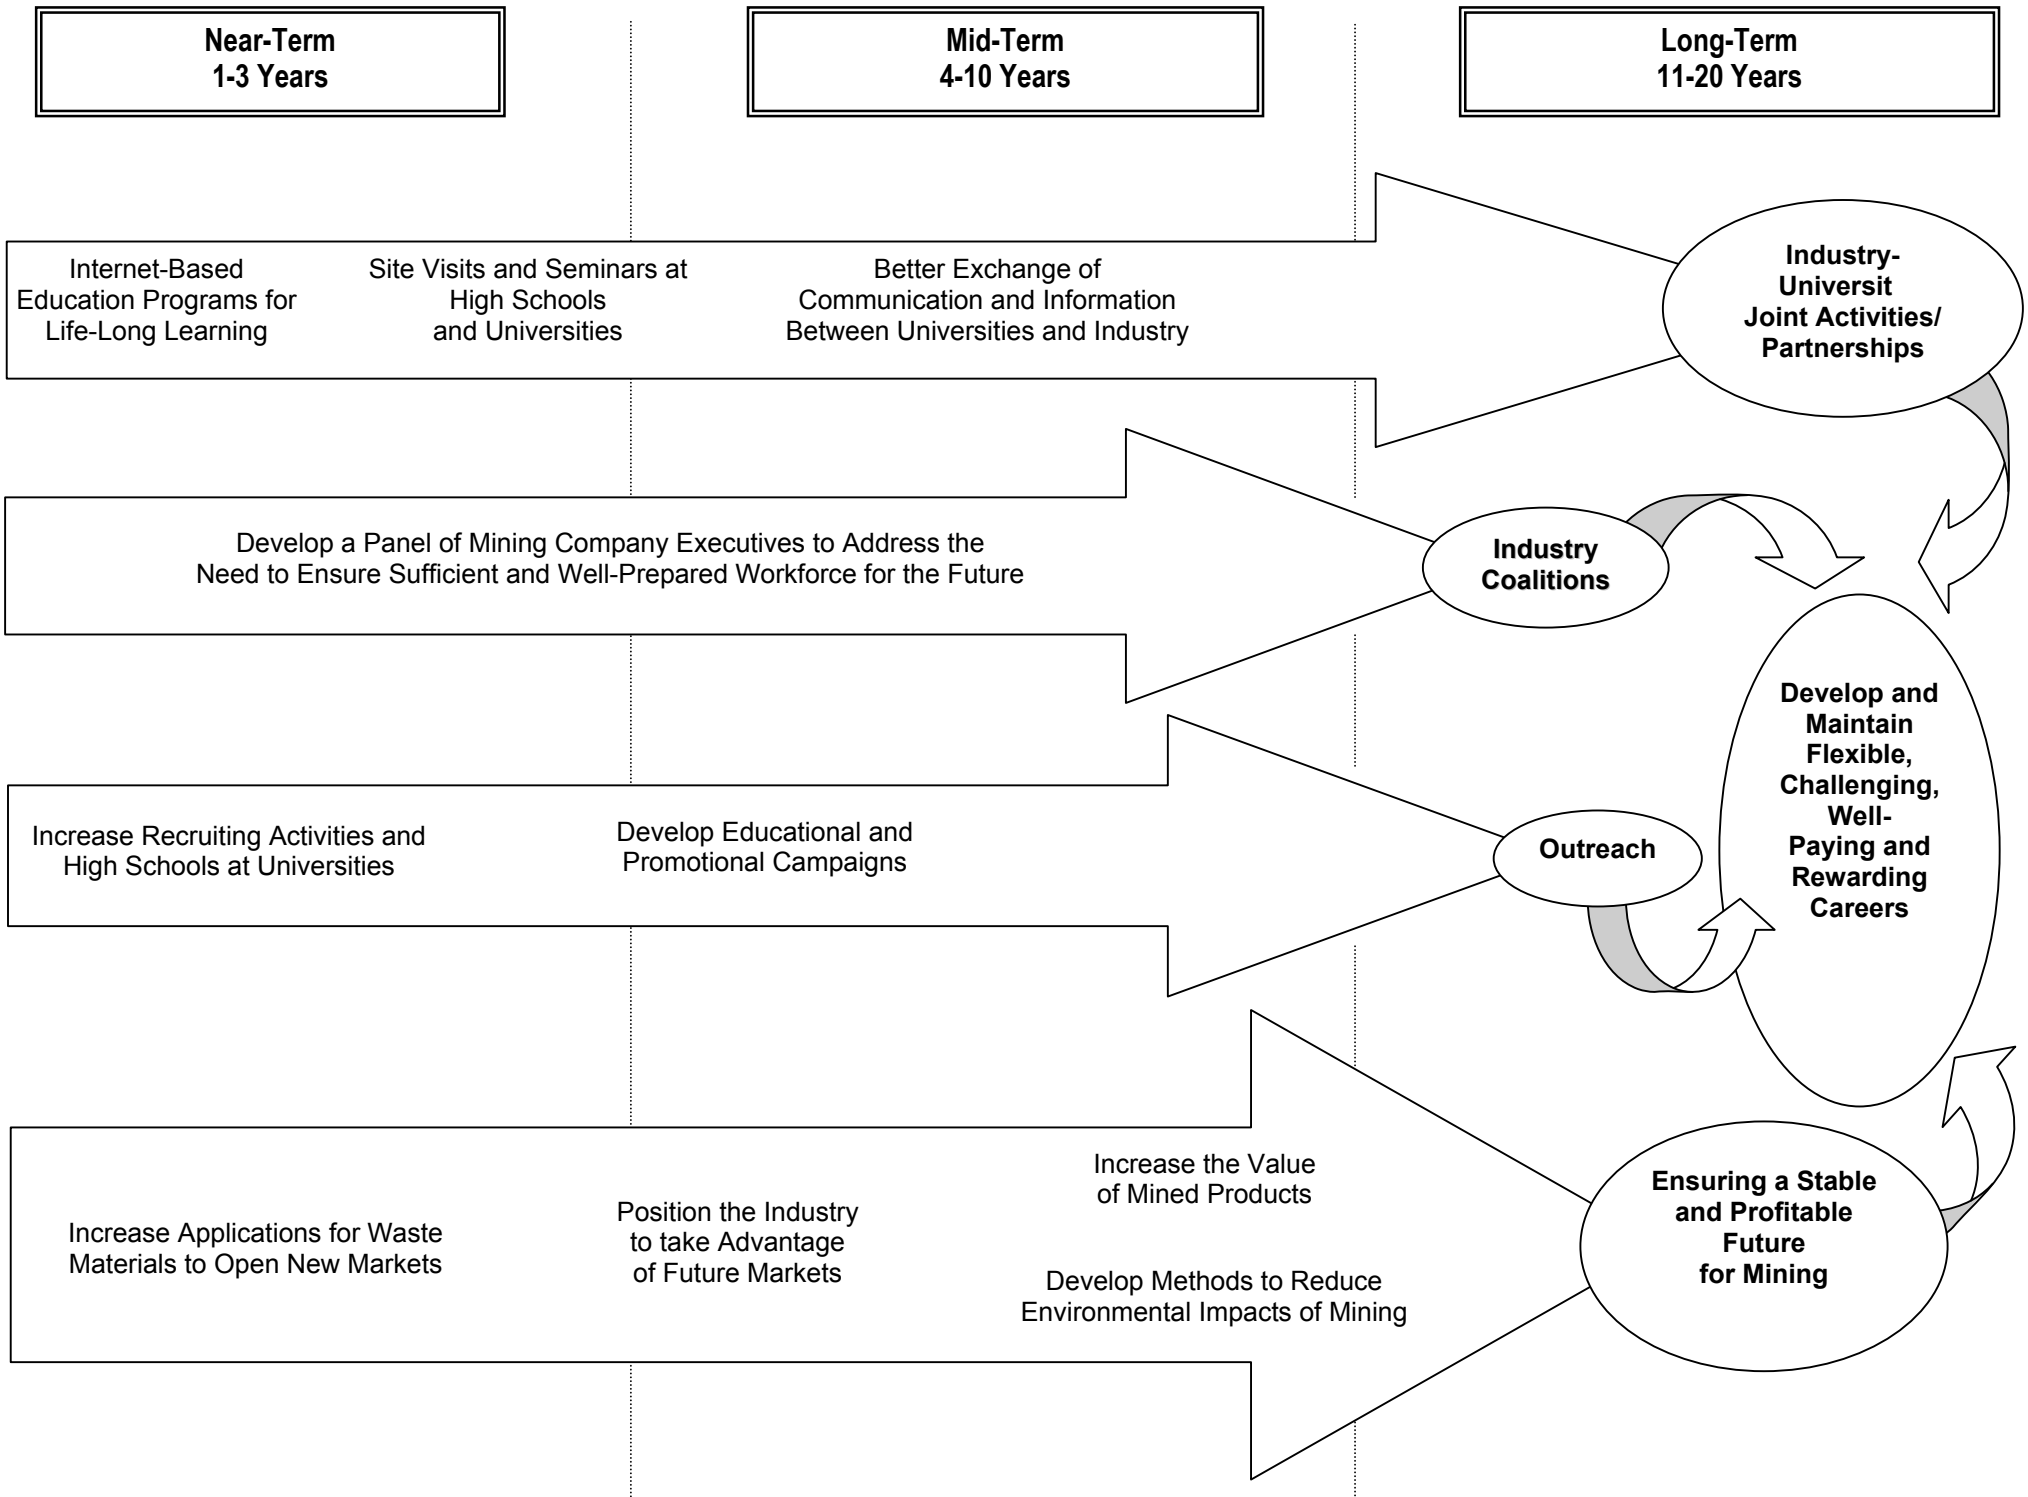 Near-Term
1-3 Years
Mid-Term
4-10 Years
Long-Term
11-20 Years
Internet-Based
Education Programs for
Life-Long Learning
Site Visits and Seminars at
High Schools
and Universities
Better Exchange of
Communication and Information
Between Universities and Industry
Industry-
Universit
Joint Activities/
Partnerships
Develop a Panel of Mining Company Executives to Address the
Need to Ensure Sufficient and Well-Prepared Workforce for the Future
Industry
Coalitions
Develop and
Maintain
Flexible,
Challenging,
Well-
Paying and
Rewarding
Careers
Increase Recruiting Activities and
High Schools at Universities
Develop Educational and
Promotional Campaigns
Outreach
Increase Applications for Waste
Materials to Open New Markets
Position the Industry
to take Advantage
of Future Markets
Increase the Value
of Mined Products
Develop Methods to Reduce
Environmental Impacts of Mining
Ensuring a Stable
and Profitable
Future
for Mining